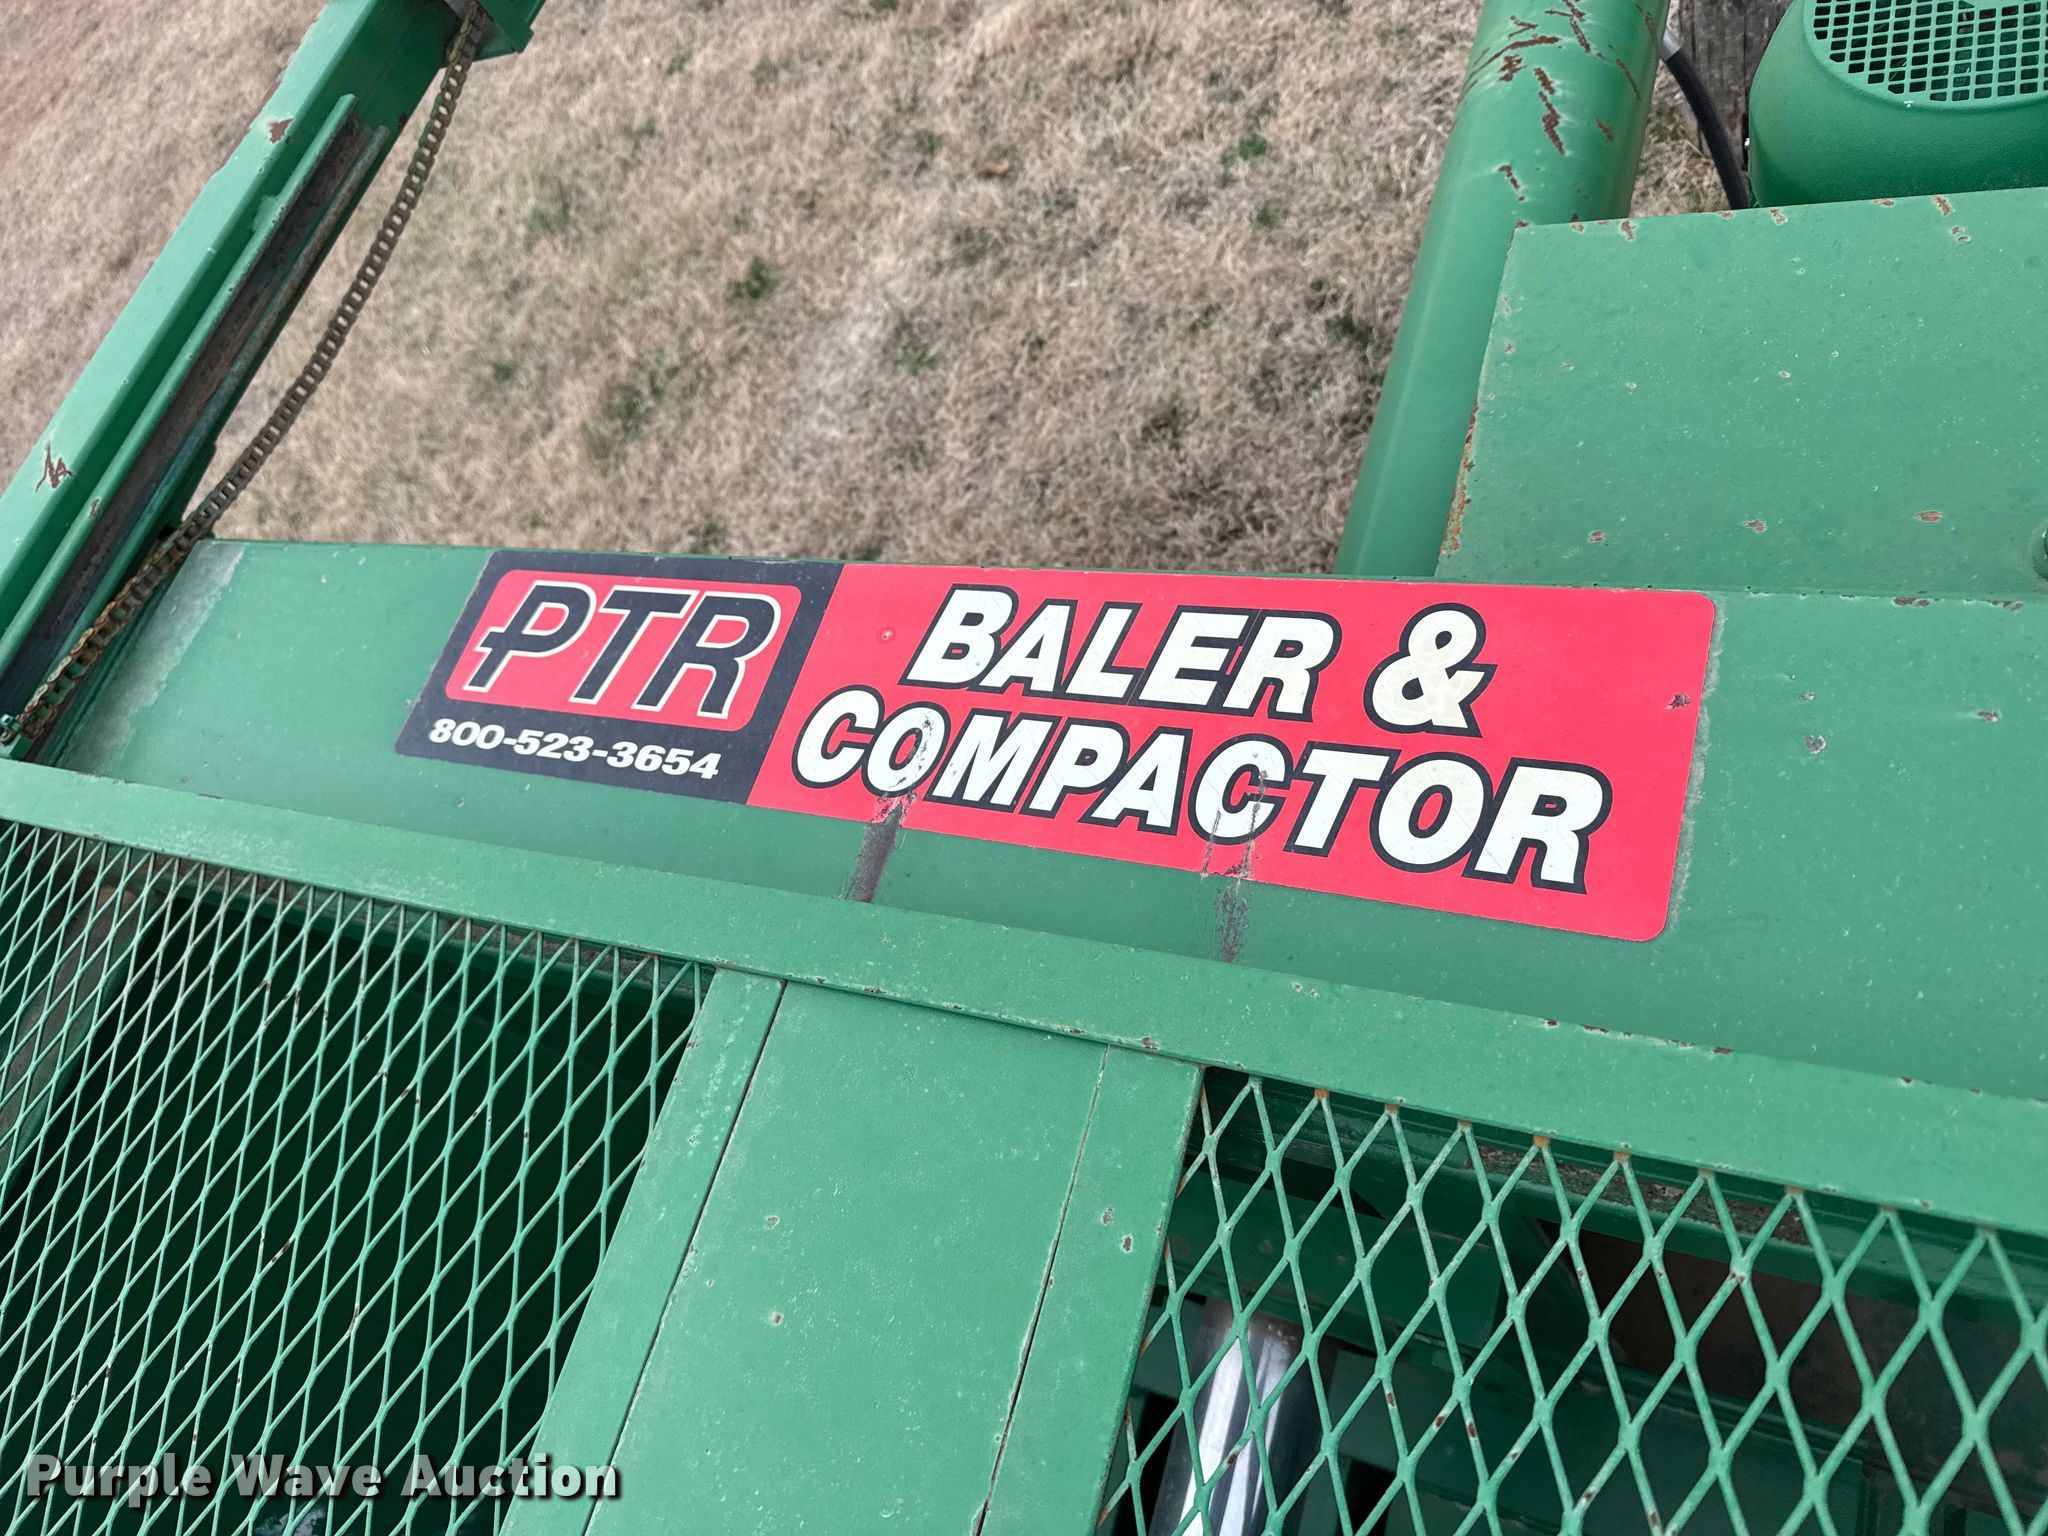 PTR
800-523-3654
BALER &
COMPACTOR
Purple Wave Auction